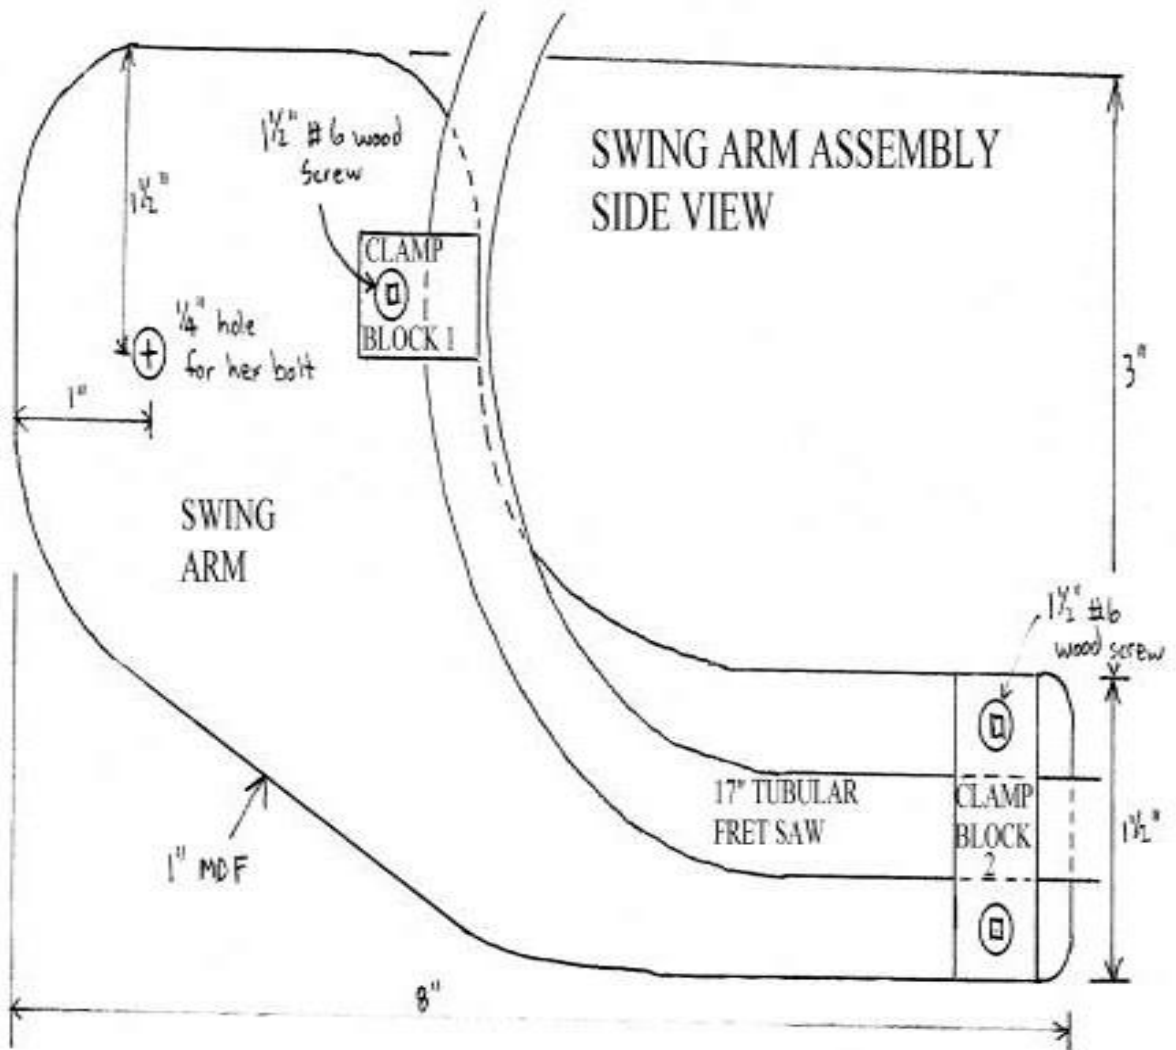 SWING ARM ASSEMBLY
SIDE VIEW
1½" #6 wood
screw
1½"
CLAMP
BLOCK 1
¼" hole
for hex bolt
1"
3"
SWING
ARM
1½" #6
wood screw
17" TUBULAR
FRET SAW
CLAMP
BLOCK
2
1½"
1" MDF
8"